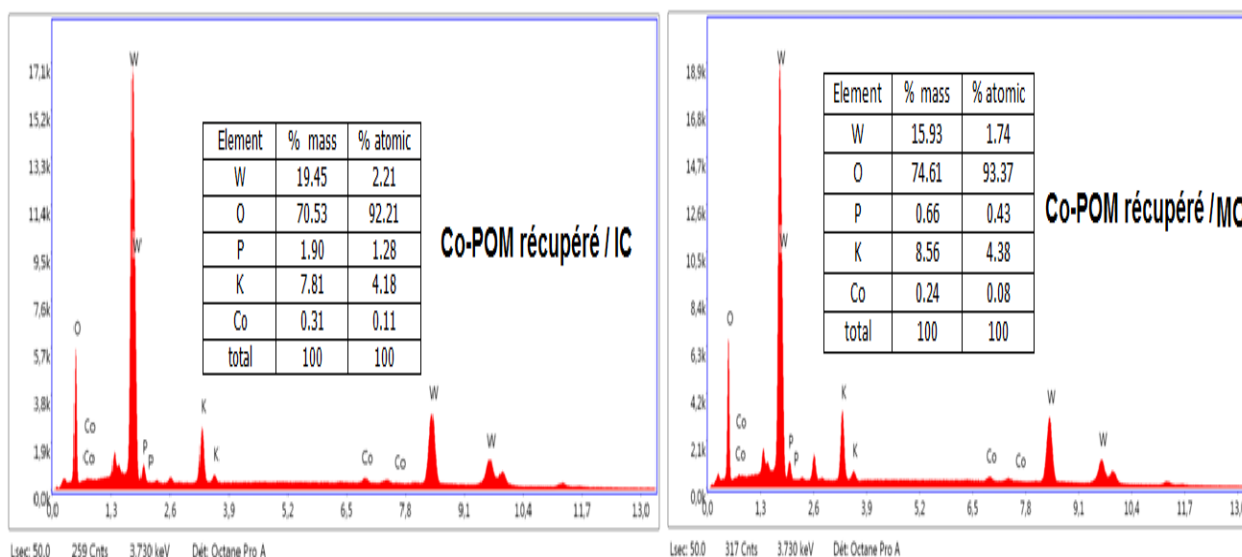 17,1k
15,2k
13,3k
11,4k
9,5k
7,6k
5,7k
3,8k
1,9k
0,0k
0,0 1,3 2,6 3,9 5,2 6,5 7,8 9,1 10,4 11,7 13,0
W
W
O
Co
Co
P
P
K
K
Co
Co
W
W
Element % mass % atomic
W 19.45 2.21
O 70.53 92.21
P 1.90 1.28
K 7.81 4.18
Co 0.31 0.11
total 100 100
Co-POM récupéré / IC
Lsec: 50.0 259 Cnts 3.730 keV Det: Octane Pro A
18,9k
16,8k
14,7k
12,6k
10,5k
8,4k
6,3k
4,2k
2,1k
0,0k
0,0 1,3 2,6 3,9 5,2 6,5 7,8 9,1 10,4 11,7 13,0
W
W
O
Co
Co
P
P
K
K
Co
Co
W
W
Element % mass % atomic
W 15.93 1.74
O 74.61 93.37
P 0.66 0.43
K 8.56 4.38
Co 0.24 0.08
total 100 100
Co-POM récupéré / MO
Lsec: 50.0 317 Cnts 3.730 keV Det: Octane Pro A